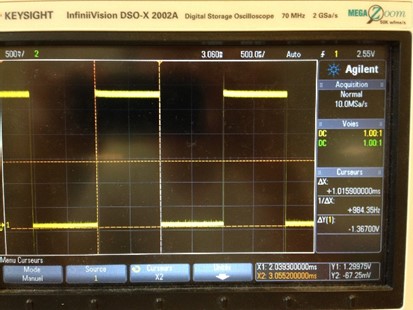 KEYSIGHT InfiniiVision DSO-X 2002A Digital Storage Oscilloscope 70 MHz 2 GSa/s MEGA Zoom
500▽/ 2 3.060▽ 500.0▽/ Auto 1 2.55V
Agilent
Acquisition
Normal
10.0MSa/s
Voies
DC 1.00:1
DC 1.00:1
Curseurs
ΔX:
+1.015900000ms
1/ΔX:
+984.35Hz
ΔY(1):
-1.36700V
Menu Curseurs
Mode Source Curseurs Unités
Manuel 1 X2
X1: 2.039300000ms Y1: 1.29975V
X2: 3.055200000ms Y2: -67.25mV